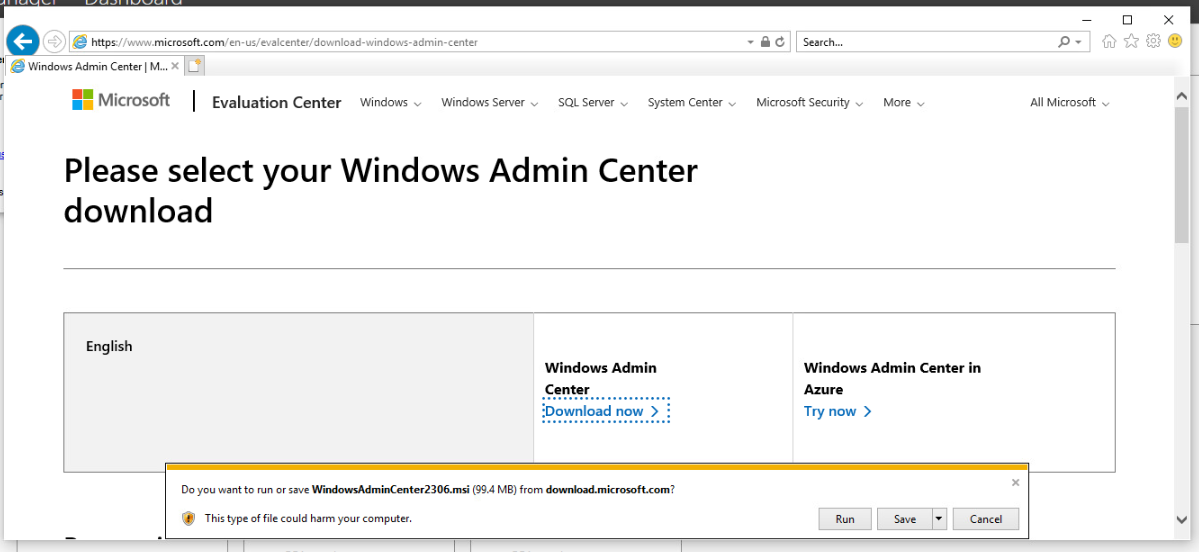 Dashboard
https://www.microsoft.com/en-us/evalcenter/download-windows-admin-center
Search...
Windows Admin Center | M...
Microsoft
Evaluation Center
Windows
Windows Server
SQL Server
System Center
Microsoft Security
More
All Microsoft
Please select your Windows Admin Center
download
English
Windows Admin
Center
Download now
Windows Admin Center in
Azure
Try now
Do you want to run or save WindowsAdminCenter2306.msi (99.4 MB) from download.microsoft.com?
This type of file could harm your computer.
Run
Save
Cancel